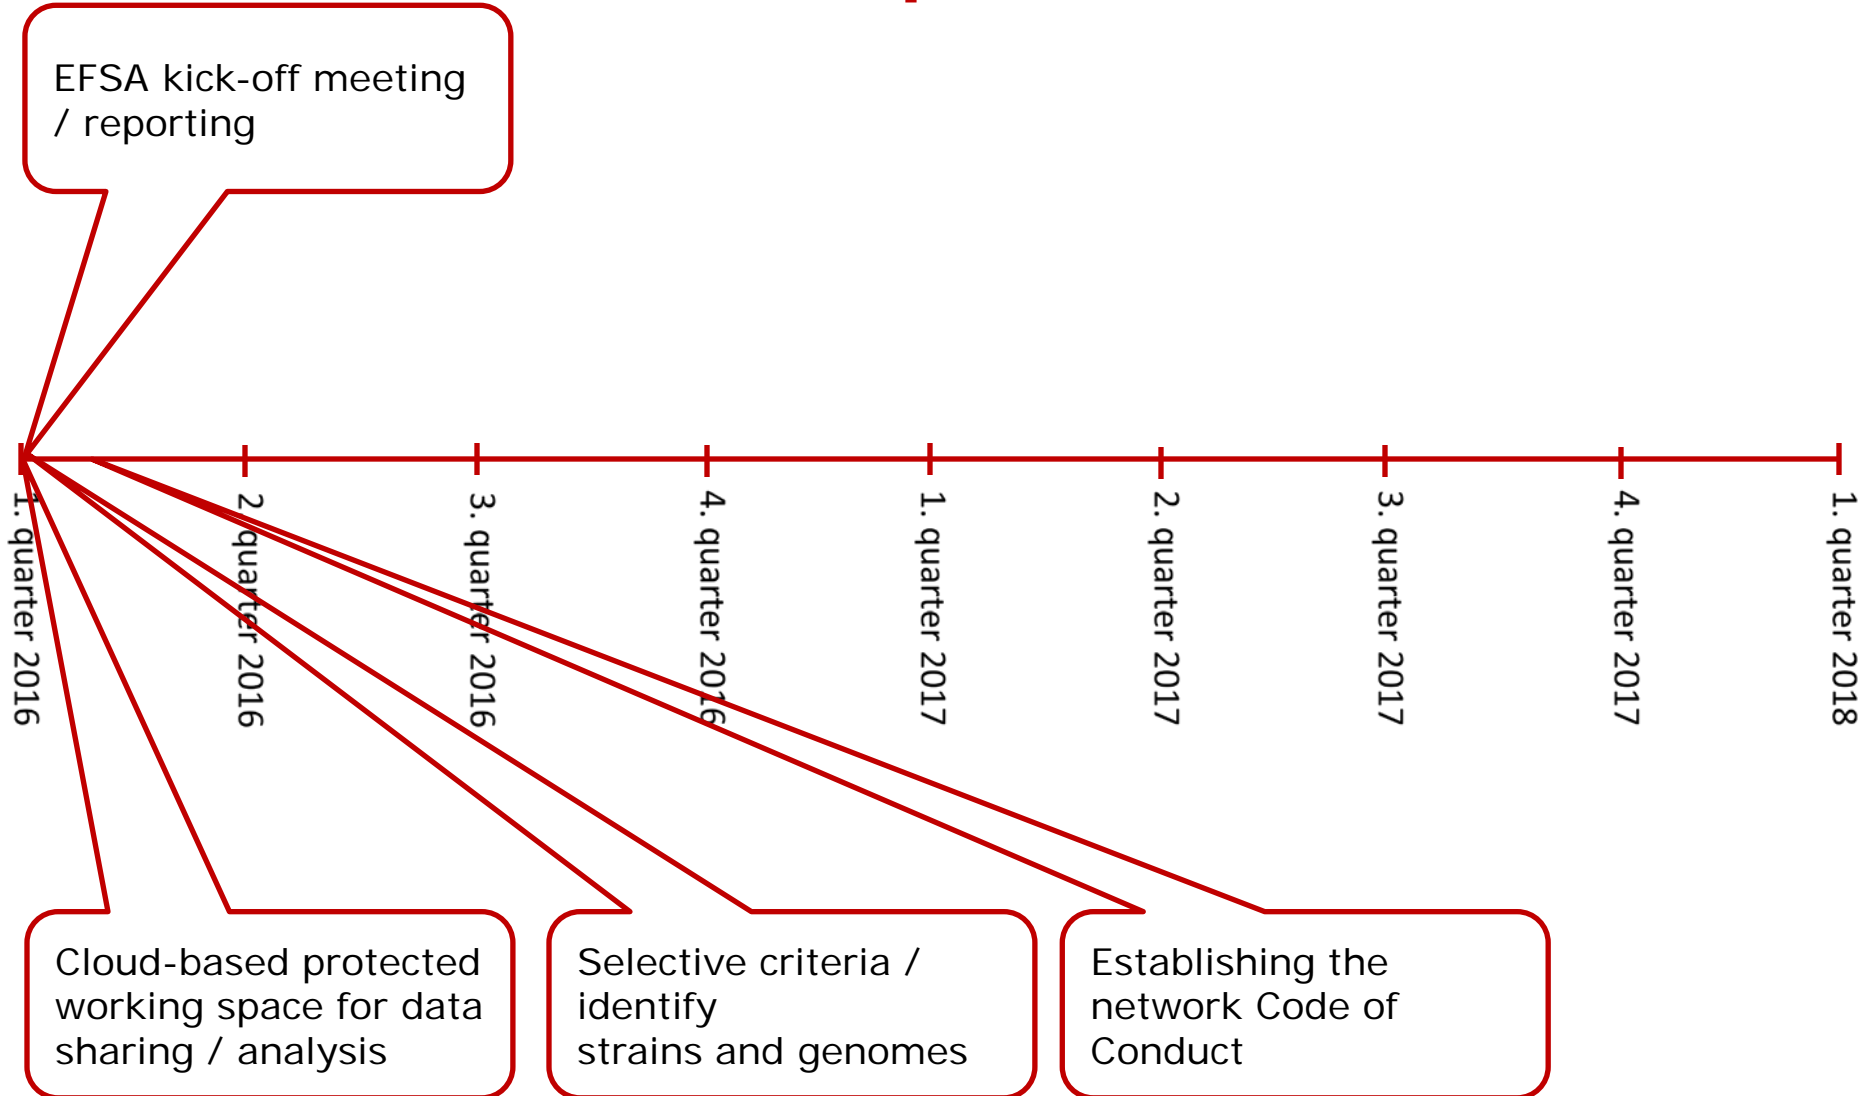 EFSA kick-off meeting
/ reporting
1. quarter 2016
2. quarter 2016
3. quarter 2016
4. quarter 2016
1. quarter 2017
2. quarter 2017
3. quarter 2017
4. quarter 2017
1. quarter 2018
Cloud-based protected
working space for data
sharing / analysis
Selective criteria /
identify
strains and genomes
Establishing the
network Code of
Conduct